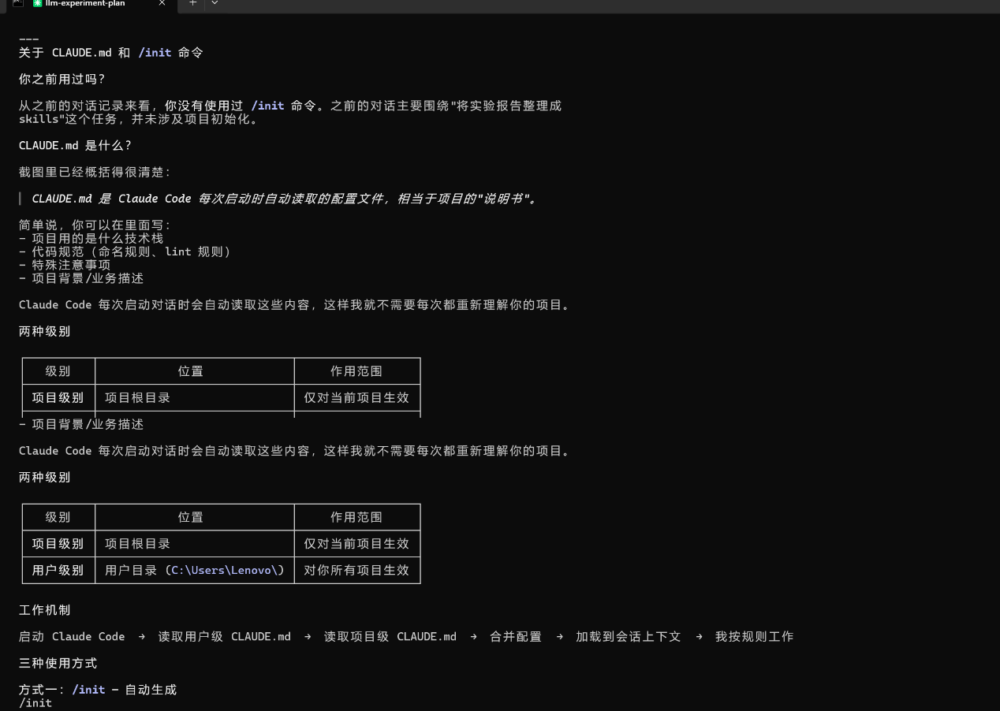 llm-experiment-plan
———
关于 CLAUDE.md 和 /init 命令
你之前用过吗？
从之前的对话记录来看，你没有使用过 /init 命令。之前的对话主要围绕"将实验报告整理成
skills"这个任务，并未涉及项目初始化。
CLAUDE.md 是什么？
截图里已经概括得很清楚：
CLAUDE.md 是 Claude Code 每次启动时自动读取的配置文件，相当于项目的"说明书"。
简单说，你可以在里面写：
- 项目用的是什么技术栈
- 代码规范（命名规则、lint 规则）
- 特殊注意事项
- 项目背景/业务描述
Claude Code 每次启动对话时会自动读取这些内容，这样我就不需要每次都重新理解你的项目。
两种级别
级别 位置 作用范围
项目级别 项目根目录 仅对当前项目生效
- 项目背景/业务描述
Claude Code 每次启动对话时会自动读取这些内容，这样我就不需要每次都重新理解你的项目。
两种级别
级别 位置 作用范围
项目级别 项目根目录 仅对当前项目生效
用户级别 用户目录 (C:\Users\Lenovo\) 对你所有项目生效
工作机制
启动 Claude Code → 读取用户级 CLAUDE.md → 读取项目级 CLAUDE.md → 合并配置 → 加载到会话上下文 → 我按规则工作
三种使用方式
方式一：/init — 自动生成
/init